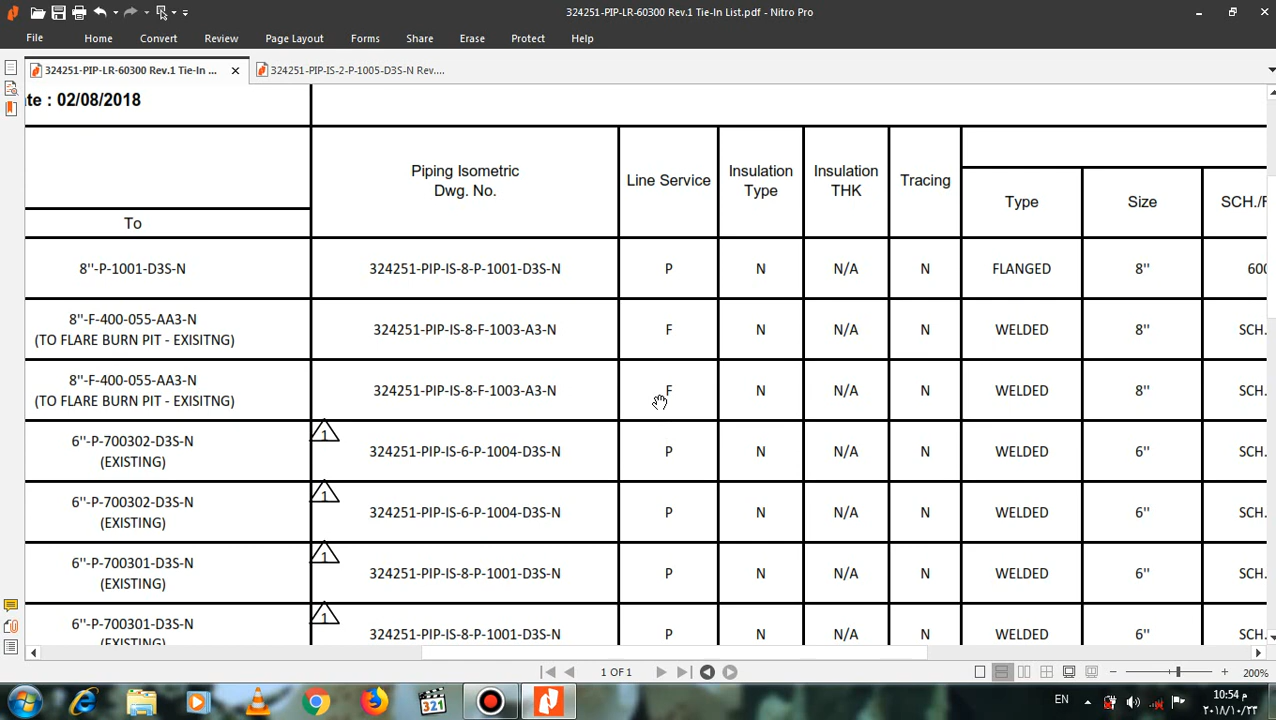 324251-PIP-LR-60300 Rev.1 Tie-In List.pdf - Nitro Pro
File Home Convert Review Page Layout Forms Share Erase Protect Help
324251-PIP-LR-60300 Rev.1 Tie-In ... 324251-PIP-IS-2-P-1005-D3S-N Rev....
te : 02/08/2018
Piping Isometric
Dwg. No.
Line Service
Insulation
Type
Insulation
THK
Tracing
To
Type
Size
SCH./F
8''-P-1001-D3S-N 324251-PIP-IS-8-P-1001-D3S-N P N N/A N FLANGED 8'' 600
8''-F-400-055-AA3-N
(TO FLARE BURN PIT - EXISITNG)
324251-PIP-IS-8-F-1003-A3-N F N N/A N WELDED 8'' SCH.
8''-F-400-055-AA3-N
(TO FLARE BURN PIT - EXISITNG)
324251-PIP-IS-8-F-1003-A3-N F N N/A N WELDED 8'' SCH.
6''-P-700302-D3S-N
(EXISTING)
1
324251-PIP-IS-6-P-1004-D3S-N P N N/A N WELDED 6'' SCH.
6''-P-700302-D3S-N
(EXISTING)
1
324251-PIP-IS-6-P-1004-D3S-N P N N/A N WELDED 6'' SCH.
6''-P-700301-D3S-N
(EXISTING)
1
324251-PIP-IS-8-P-1001-D3S-N P N N/A N WELDED 6'' SCH.
6''-P-700301-D3S-N
(EXISTING)
1
324251-PIP-IS-8-P-1001-D3S-N P N N/A N WELDED 6'' SCH.
1 OF 1
200%
321
EN
10:54 م
٢٠١٨/١٠/٢٣